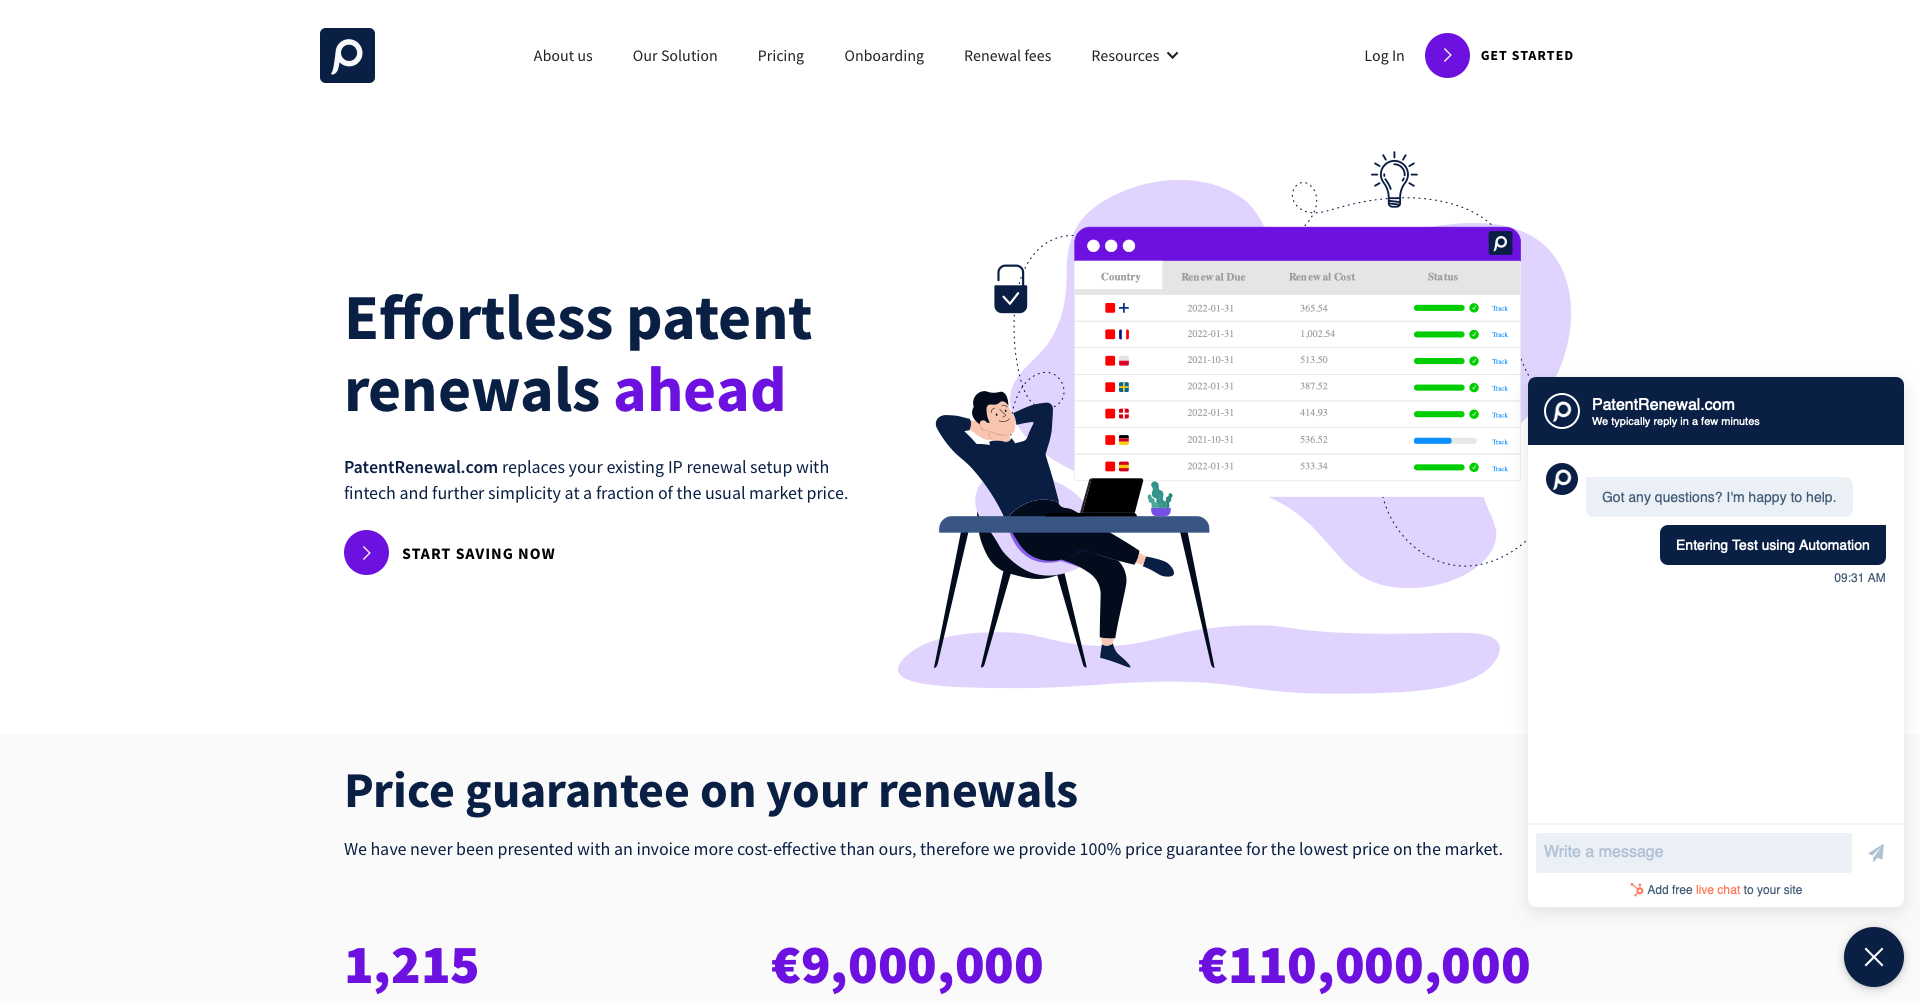 About us
Our Solution
Pricing
Onboarding
Renewal fees
Resources
Log In
GET STARTED
Effortless patent
renewals ahead
PatentRenewal.com replaces your existing IP renewal setup with
fintech and further simplicity at a fraction of the usual market price.
START SAVING NOW
Country Renewal Due Renewal Cost Status
2022-01-31 365.54 Track
2022-01-31 1,002.54 Track
2021-10-31 513.50 Track
2022-01-31 387.52 Track
2022-01-31 414.93 Track
2021-10-31 536.52 Track
2022-01-31 533.34 Track
PatentRenewal.com
We typically reply in a few minutes
Got any questions? I'm happy to help.
Entering Test using Automation
09:31 AM
Write a message
Add free live chat to your site
Price guarantee on your renewals
We have never been presented with an invoice more cost-effective than ours, therefore we provide 100% price guarantee for the lowest price on the market.
1,215
€9,000,000
€110,000,000